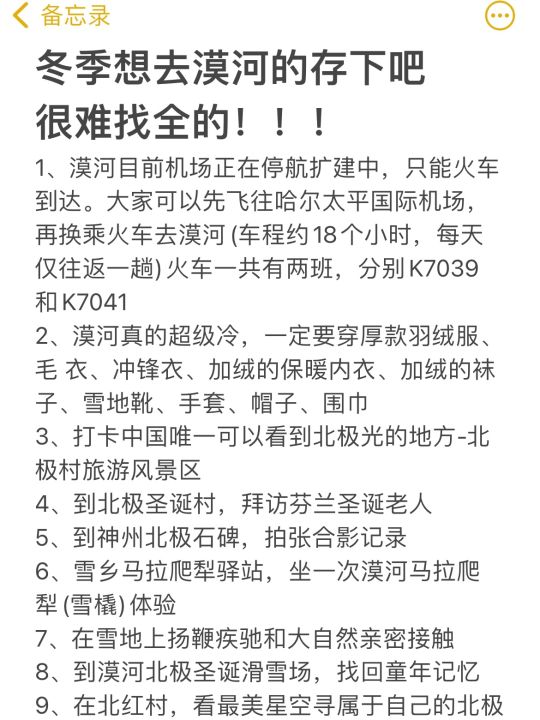 备忘录
冬季想去漠河的存下吧
很难找全的！！！
1、漠河目前机场正在停航扩建中，只能火车
到达。大家可以先飞往哈尔太平国际机场，
再换乘火车去漠河(车程约18个小时，每天
仅往返一趟)火车一共有两班，分别K7039
和K7041
2、漠河真的超级冷，一定要穿厚款羽绒服、
毛 衣、冲锋衣、加绒的保暖内衣、加绒的袜
子、雪地靴、手套、帽子、围巾
3、打卡中国唯一可以看到北极光的地方-北
极村旅游风景区
4、到北极圣诞村，拜访芬兰圣诞老人
5、到神州北极石碑，拍张合影记录
6、雪乡马拉爬犁驿站，坐一次漠河马拉爬
犁(雪橇)体验
7、在雪地上扬鞭疾驰和大自然亲密接触
8、到漠河北极圣诞滑雪场，找回童年记忆
9、在北红村，看最美星空寻属于自己的北极